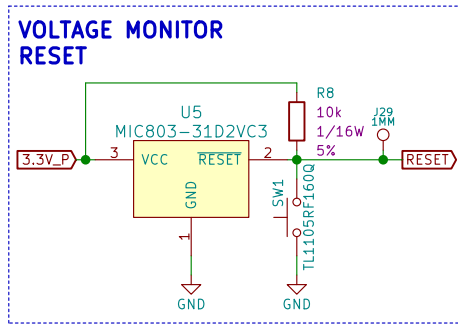 VOLTAGE MONITOR
RESET
R8
10k
1/16W
5%
J29
1MM
U5
MIC803-31D2VC3
3.3V_P
3
VCC
RESET
2
RESET
GND
1
SW1
TL1105RF160Q
GND
GND